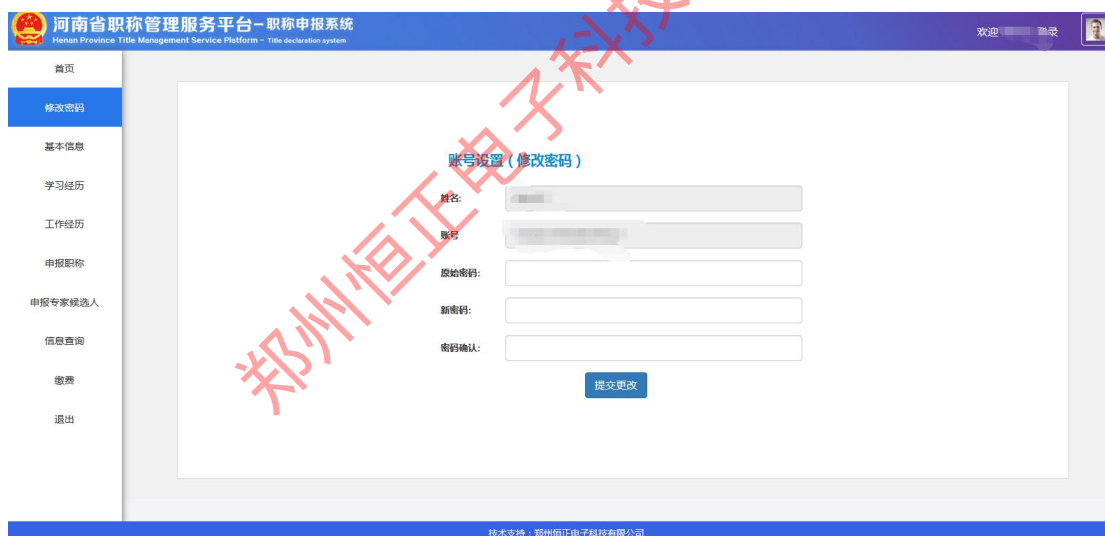 河南省职称管理服务平台-职称申报系统
Henan Province Title Management Service Platform - Title declaration system
欢迎 登录
首页
修改密码
基本信息
学习经历
工作经历
申报职称
申报专家候选人
信息查询
缴费
退出
账号设置（修改密码）
姓名:
账号
原始密码:
新密码:
密码确认:
提交更改
郑州恒正电子科技
技术支持：郑州恒正电子科技有限公司